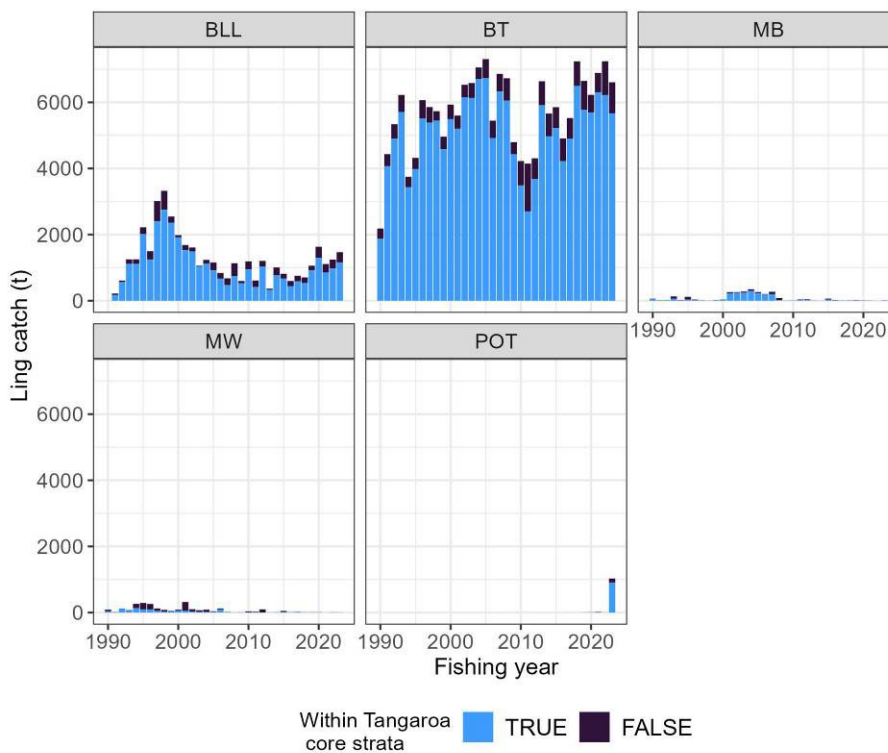 BLL BT MB
6000
4000
2000
0
1990 2000 2010 2020
MW POT
6000
4000
2000
0
1990 2000 2010 2020 1990 2000 2010 2020
Ling catch (t)
Fishing year
Within Tangaroa
core strata
TRUE FALSE